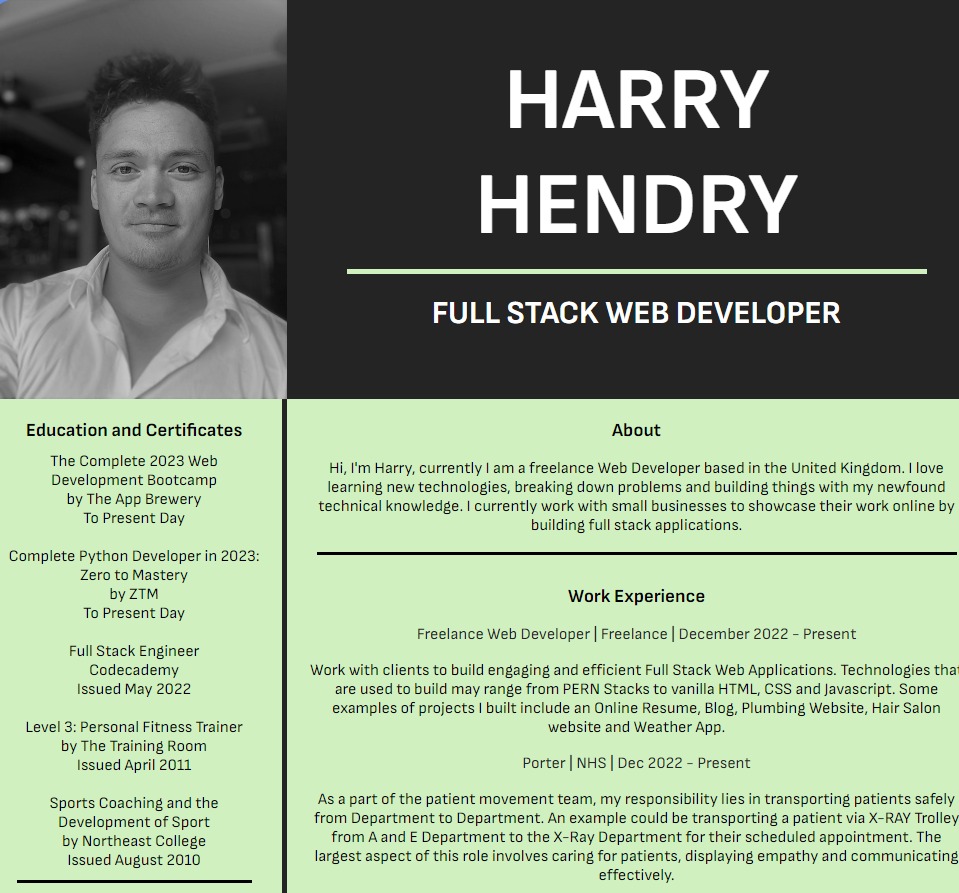 HARRY
HENDRY
FULL STACK WEB DEVELOPER
Education and Certificates
The Complete 2023 Web
Development Bootcamp
by The App Brewery
To Present Day
Complete Python Developer in 2023:
Zero to Mastery
by ZTM
To Present Day
Full Stack Engineer
Codecademy
Issued May 2022
Level 3: Personal Fitness Trainer
by The Training Room
Issued April 2011
Sports Coaching and the
Development of Sport
by Northeast College
Issued August 2010
About
Hi, I'm Harry, currently I am a freelance Web Developer based in the United Kingdom. I love
learning new technologies, breaking down problems and building things with my newfound
technical knowledge. I currently work with small businesses to showcase their work online by
building full stack applications.
Work Experience
Freelance Web Developer | Freelance | December 2022 - Present
Work with clients to build engaging and efficient Full Stack Web Applications. Technologies that
are used to build may range from PERN Stacks to vanilla HTML, CSS and Javascript. Some
examples of projects I built include an Online Resume, Blog, Plumbing Website, Hair Salon
website and Weather App.
Porter | NHS | Dec 2022 - Present
As a part of the patient movement team, my responsibility lies in transporting patients safely
from Department to Department. An example could be transporting a patient via X-RAY Trolley
from A and E Department to the X-Ray Department for their scheduled appointment. The
largest aspect of this role involves caring for patients, displaying empathy and communicating
effectively.